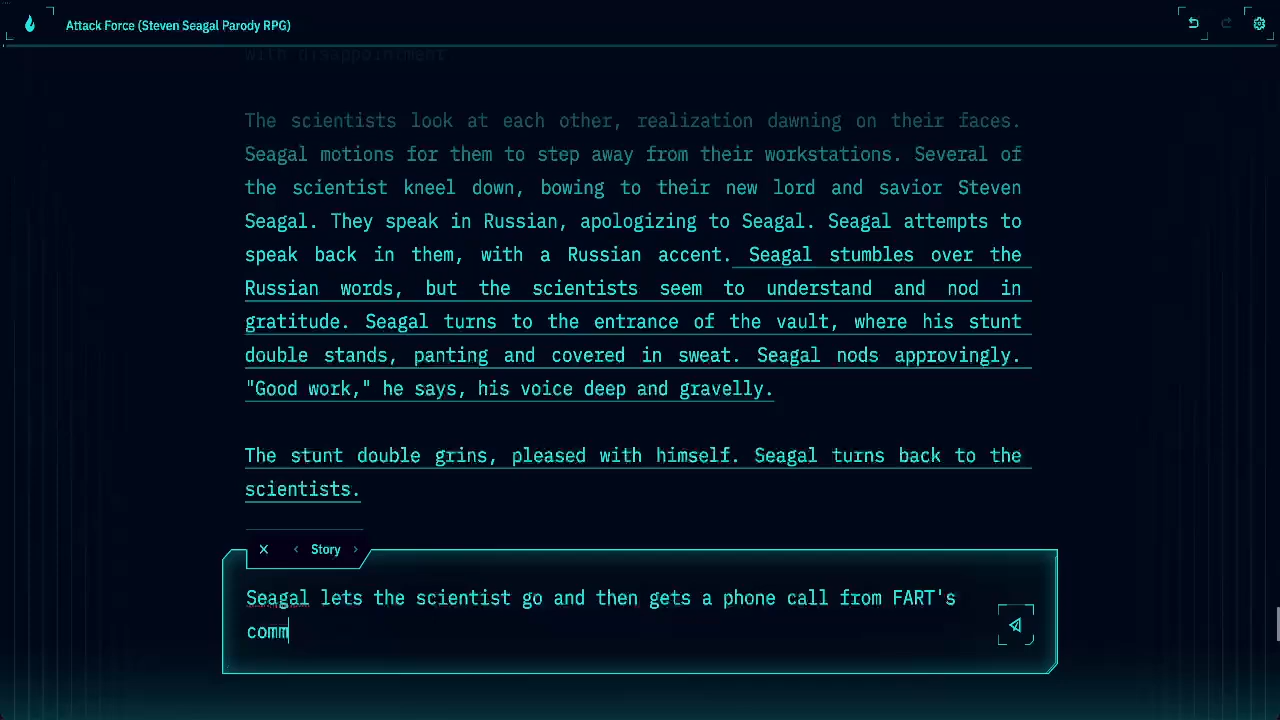 Attack Force (Steven Seagal Parody RPG)
with disappointment
The scientists look at each other, realization dawning on their faces.
Seagal motions for them to step away from their workstations. Several of
the scientist kneel down, bowing to their new lord and savior Steven
Seagal. They speak in Russian, apologizing to Seagal. Seagal attempts to
speak back in them, with a Russian accent. Seagal stumbles over the
Russian words, but the scientists seem to understand and nod in
gratitude. Seagal turns to the entrance of the vault, where his stunt
double stands, panting and covered in sweat. Seagal nods approvingly.
"Good work," he says, his voice deep and gravelly.
The stunt double grins, pleased with himself. Seagal turns back to the
scientists.
Story
Seagal lets the scientist go and then gets a phone call from FART's
comm